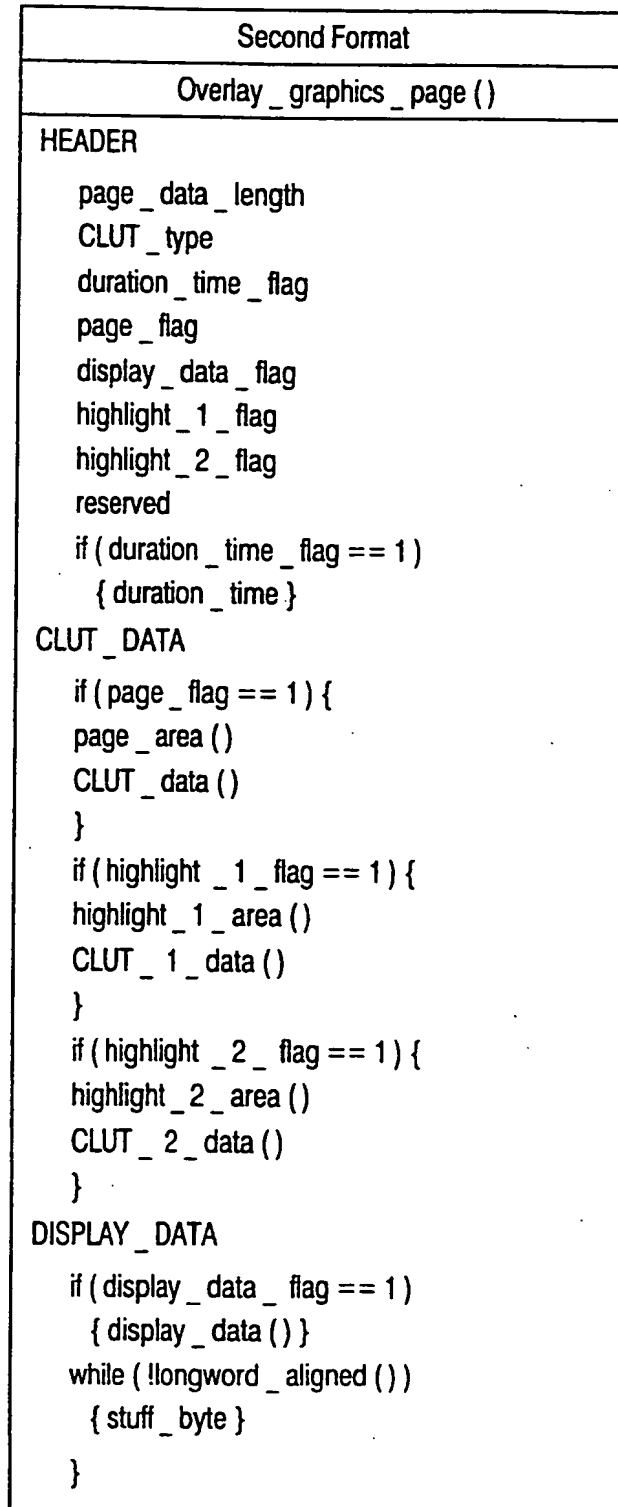 Second Format
Overlay _ graphics _ page ( )
HEADER
page _ data _ length
CLUT _ type
duration _ time _ flag
page _ flag
display _ data _ flag
highlight _ 1 _ flag
highlight _ 2 _ flag
reserved
if ( duration _ time _ flag == 1 )
{ duration _ time }
CLUT _ DATA
if ( page _ flag == 1 ) {
page _ area ( )
CLUT _ data ( )
}
if ( highlight _ 1 _ flag == 1 ) {
highlight _ 1 _ area ( )
CLUT _ 1 _ data ( )
}
if ( highlight _ 2 _ flag == 1 ) {
highlight _ 2 _ area ( )
CLUT _ 2 _ data ( )
}
DISPLAY _ DATA
if ( display _ data _ flag == 1 )
{ display _ data ( ) }
while ( !longword _ aligned ( ) )
{ stuff _ byte }
}